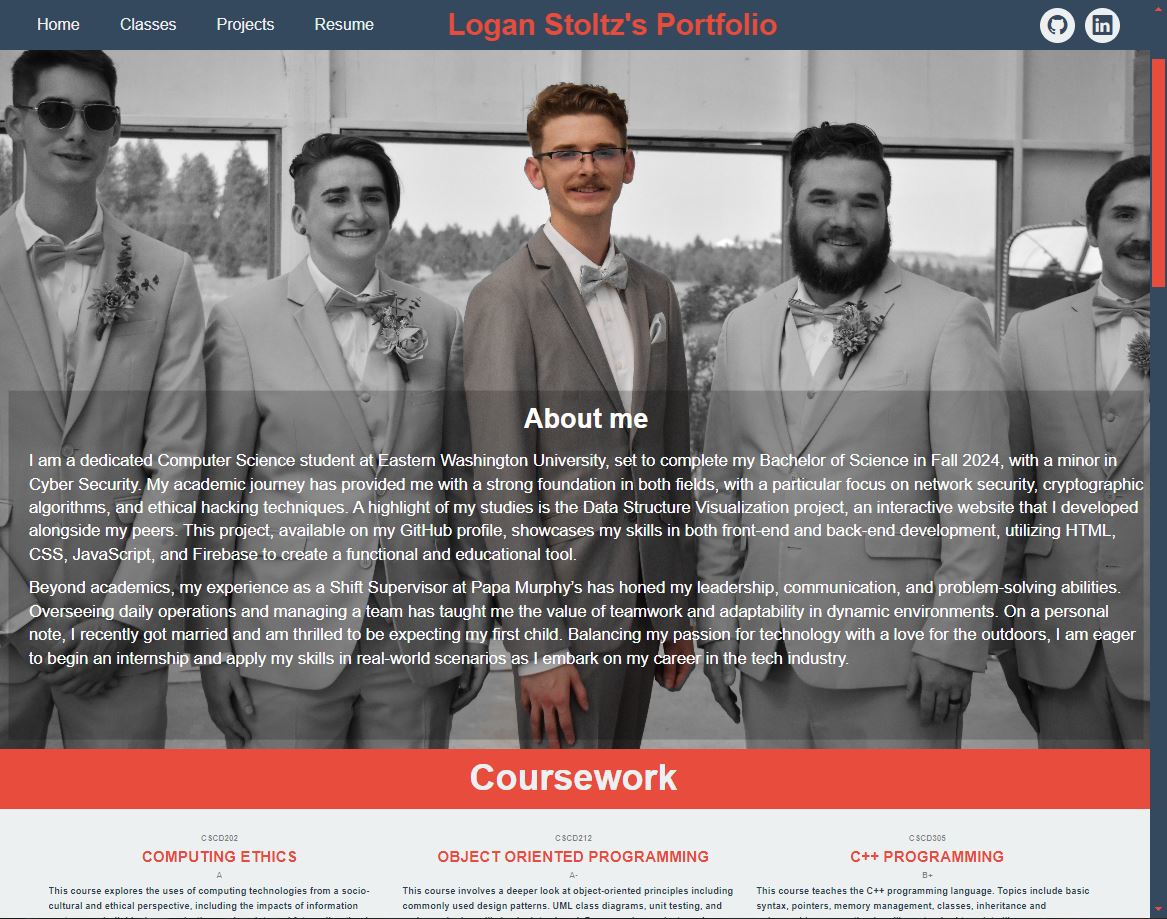 Home Classes Projects Resume Logan Stoltz's Portfolio
About me
I am a dedicated Computer Science student at Eastern Washington University, set to complete my Bachelor of Science in Fall 2024, with a minor in
Cyber Security. My academic journey has provided me with a strong foundation in both fields, with a particular focus on network security, cryptographic
algorithms, and ethical hacking techniques. A highlight of my studies is the Data Structure Visualization project, an interactive website that I developed
alongside my peers. This project, available on my GitHub profile, showcases my skills in both front-end and back-end development, utilizing HTML,
CSS, JavaScript, and Firebase to create a functional and educational tool.
Beyond academics, my experience as a Shift Supervisor at Papa Murphy’s has honed my leadership, communication, and problem-solving abilities.
Overseeing daily operations and managing a team has taught me the value of teamwork and adaptability in dynamic environments. On a personal
note, I recently got married and am thrilled to be expecting my first child. Balancing my passion for technology with a love for the outdoors, I am eager
to begin an internship and apply my skills in real-world scenarios as I embark on my career in the tech industry.
Coursework
CSCD202
COMPUTING ETHICS
A
This course explores the uses of computing technologies from a socio-
cultural and ethical perspective, including the impacts of information
CSCD212
OBJECT ORIENTED PROGRAMMING
A-
This course involves a deeper look at object-oriented principles including
commonly used design patterns. UML class diagrams, unit testing, and
CSCD305
C++ PROGRAMMING
B+
This course teaches the C++ programming language. Topics include basic
syntax, pointers, memory management, classes, inheritance and